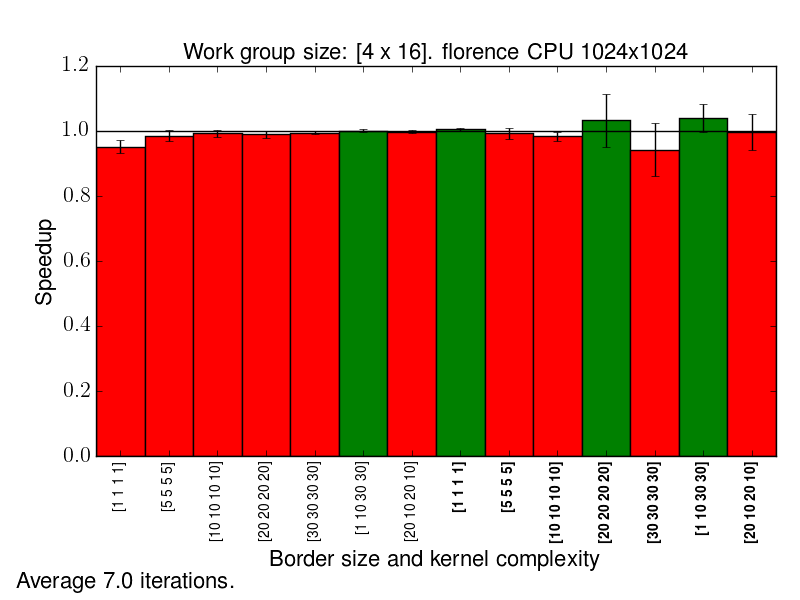 Work group size: [4 x 16]. florence CPU 1024x1024
1.2
1.0
0.8
0.6
0.4
0.2
0.0
Speedup
[1 1 1 1]
[5 5 5 5]
[10 10 10 10]
[20 20 20 20]
[30 30 30 30]
[1 10 30 30]
[20 10 20 10]
[1 1 1 1]
[5 5 5 5]
[10 10 10 10]
[20 20 20 20]
[30 30 30 30]
[1 10 30 30]
[20 10 20 10]
Border size and kernel complexity
Average 7.0 iterations.